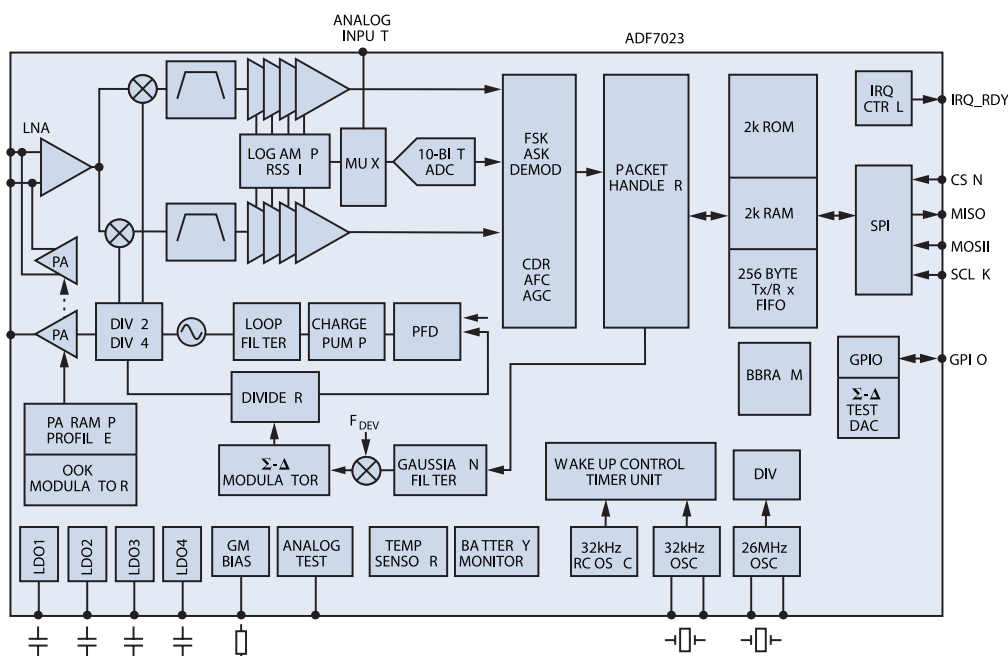 ANALOG
INPU T
ADF7023
LNA
LOG AM P
RSS I
MU X
10-BI T
ADC
FSK
ASK
DEMOD
CDR
AFC
AGC
PACKET
HANDLE R
2k ROM
2k RAM
256 BYTE
Tx/R x
FIFO
IRQ
CTR L
IRQ_RDY
SPI
CS N
MISO
MOSII
SCL K
PA
PA
DIV 2
DIV 4
LOOP
FILTER
CHARGE
PUM P
PFD
DIVIDE R
PA RAM P
PROFIL E
OOK
MODULA TO R
Σ-Δ
MODULA TOR
FDEV
GAUSSIA N
FILTER
BBRA M
GPIO
Σ-Δ
TEST
DAC
GPI O
WAKE UP CONTROL
TIMER UNIT
DIV
LDO1
LDO2
LDO3
LDO4
GM
BIAS
ANALOG
TEST
TEMP
SENSO R
BATTER Y
MONITOR
32kHz
RC OS C
32kHz
OSC
26MHz
OSC